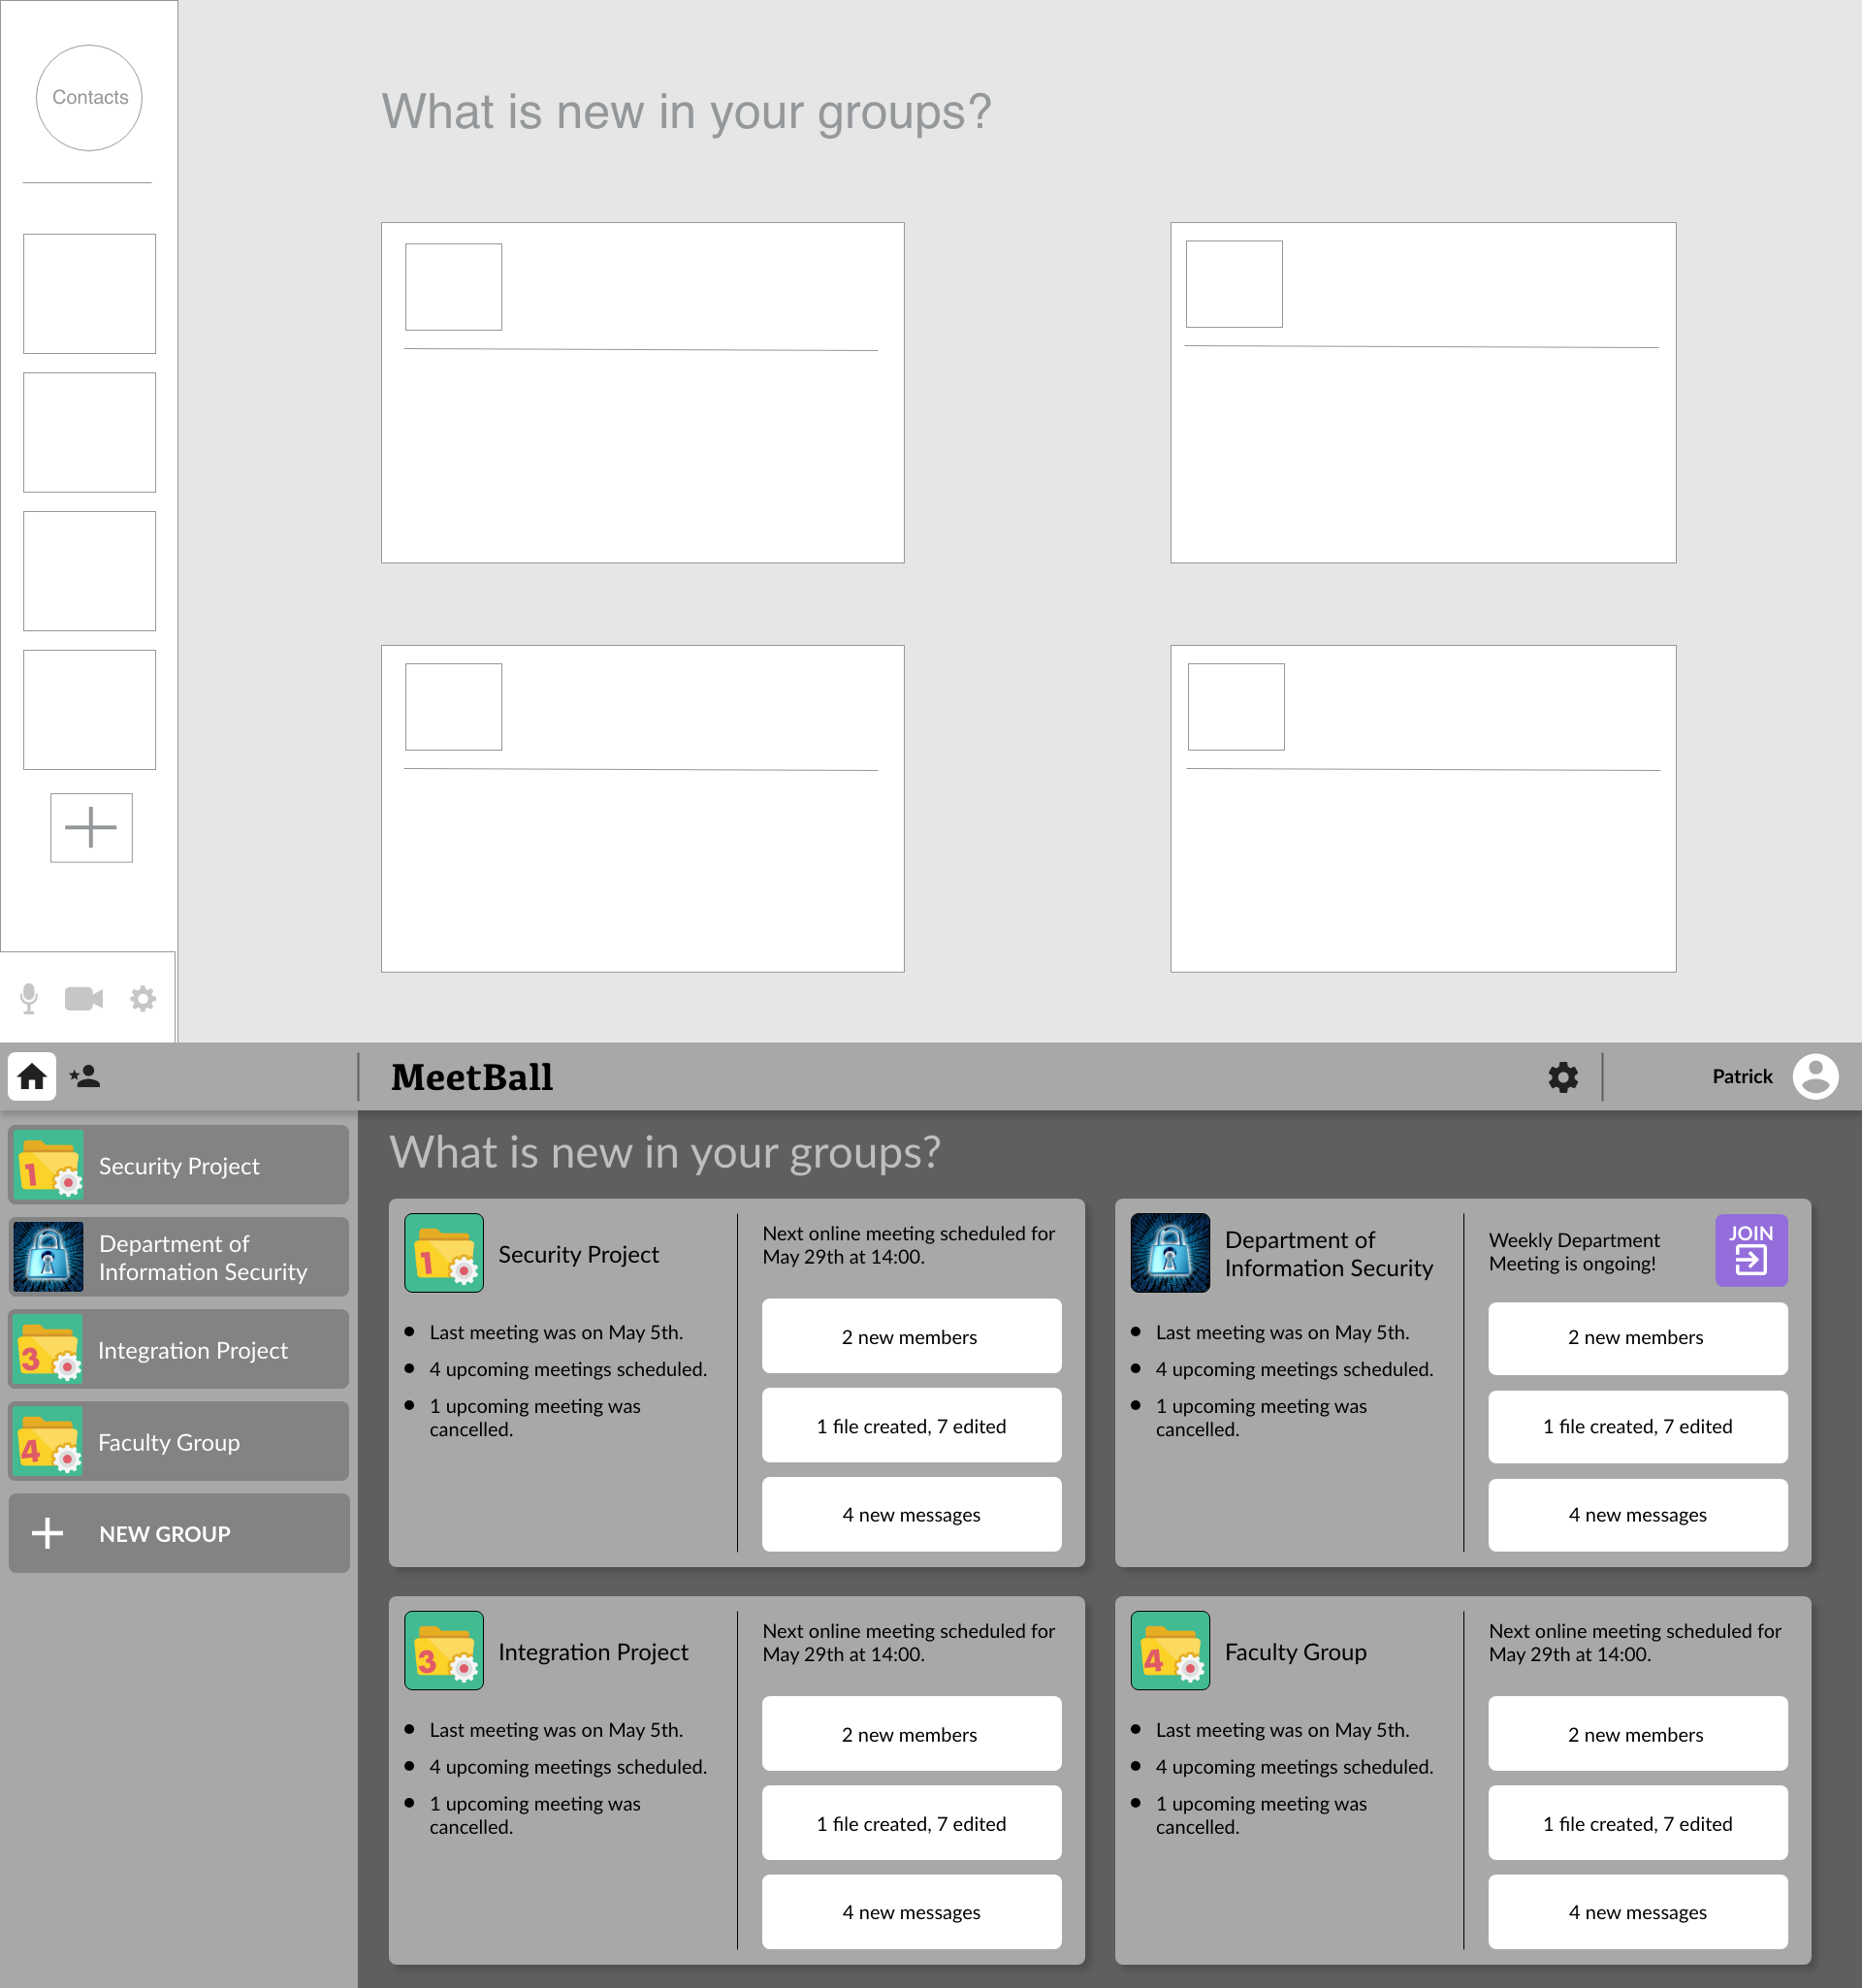 Contacts
What is new in your groups?
MeetBall
Patrick
What is new in your groups?
1
Security Project
Department of
Information Security
3
Integration Project
4
Faculty Group
NEW GROUP
1
Security Project
Last meeting was on May 5th.
4 upcoming meetings scheduled.
1 upcoming meeting was
cancelled.
Next online meeting scheduled for
May 29th at 14:00.
2 new members
1 file created, 7 edited
4 new messages
Department of
Information Security
Last meeting was on May 5th.
4 upcoming meetings scheduled.
1 upcoming meeting was
cancelled.
Weekly Department
Meeting is ongoing!
JOIN
2 new members
1 file created, 7 edited
4 new messages
3
Integration Project
Last meeting was on May 5th.
4 upcoming meetings scheduled.
1 upcoming meeting was
cancelled.
Next online meeting scheduled for
May 29th at 14:00.
2 new members
1 file created, 7 edited
4 new messages
4
Faculty Group
Last meeting was on May 5th.
4 upcoming meetings scheduled.
1 upcoming meeting was
cancelled.
Next online meeting scheduled for
May 29th at 14:00.
2 new members
1 file created, 7 edited
4 new messages